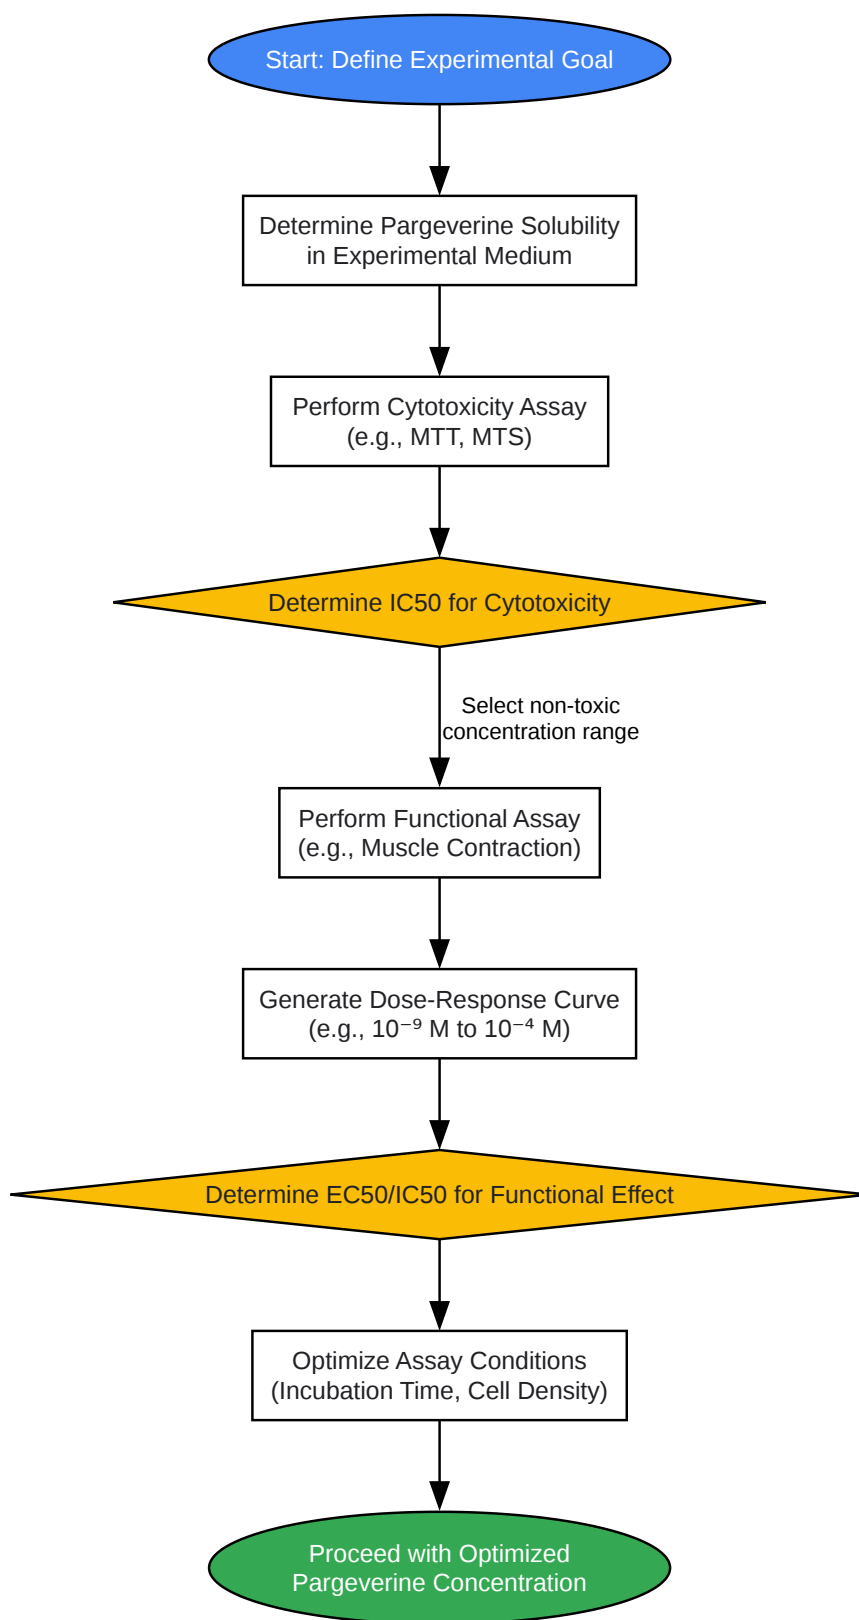 Start: Define Experimental Goal
Determine Pargeverine Solubility
in Experimental Medium
Perform Cytotoxicity Assay
(e.g., MTT, MTS)
Determine IC50 for Cytotoxicity
Select non-toxic
concentration range
Perform Functional Assay
(e.g., Muscle Contraction)
Generate Dose-Response Curve
(e.g., 10⁻⁹ M to 10⁻⁴ M)
Determine EC50/IC50 for Functional Effect
Optimize Assay Conditions
(Incubation Time, Cell Density)
Proceed with Optimized
Pargeverine Concentration